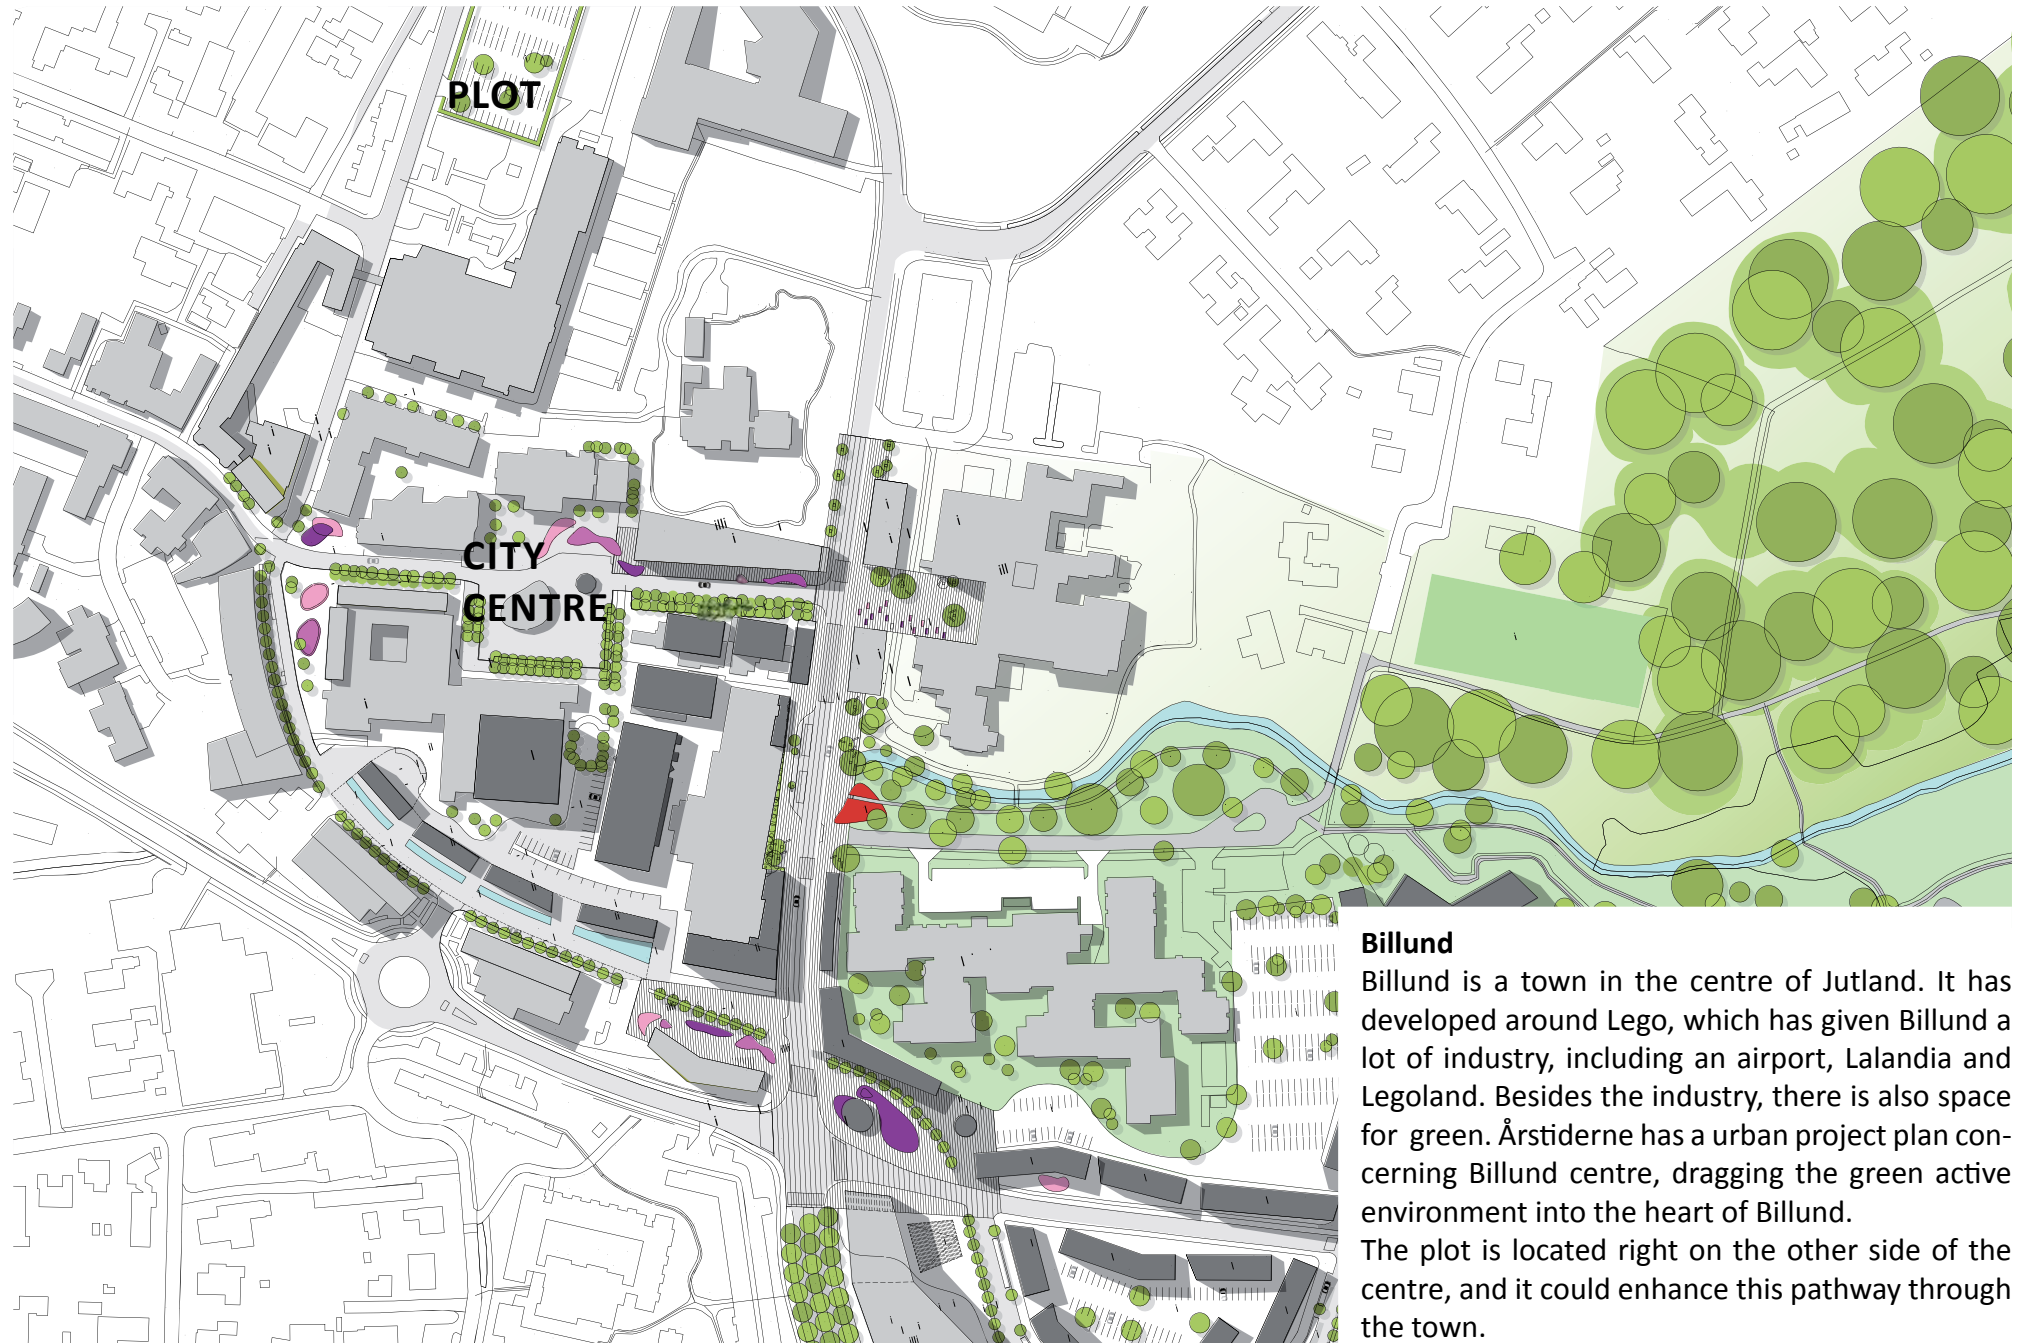 PLOT
CITY
CENTRE
Billund
Billund is a town in the centre of Jutland. It has
developed around Lego, which has given Billund a
lot of industry, including an airport, Lalandia and
Legoland. Besides the industry, there is also space
for green. Årstiderne has a urban project plan con-
cerning Billund centre, dragging the green active
environment into the heart of Billund.
The plot is located right on the other side of the
centre, and it could enhance this pathway through
the town.